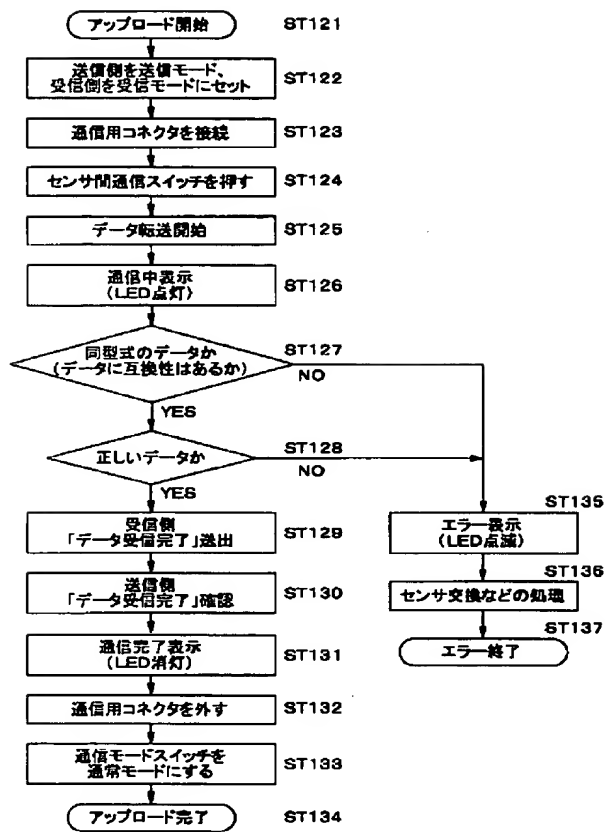 アップロード開始 ST121
送信側を送信モード、
受信側を受信モードにセット ST122
通信用コネクタを接続 ST123
センサ間通信スイッチを押す ST124
データ転送開始 ST125
通信中表示
(LED点灯) ST126
同型式のデータか
(データに互換性はあるか) ST127
NO
YES
正しいデータか ST128
NO
YES
受信側
「データ受信完了」送出 ST129
送信側
「データ受信完了」確認 ST130
通信完了表示
(LED消灯) ST131
通信用コネクタを外す ST132
通信モードスイッチを
通常モードにする ST133
アップロード完了 ST134
ST135
エラー表示
(LED点滅)
ST136
センサ交換などの処理
ST137
エラー終了